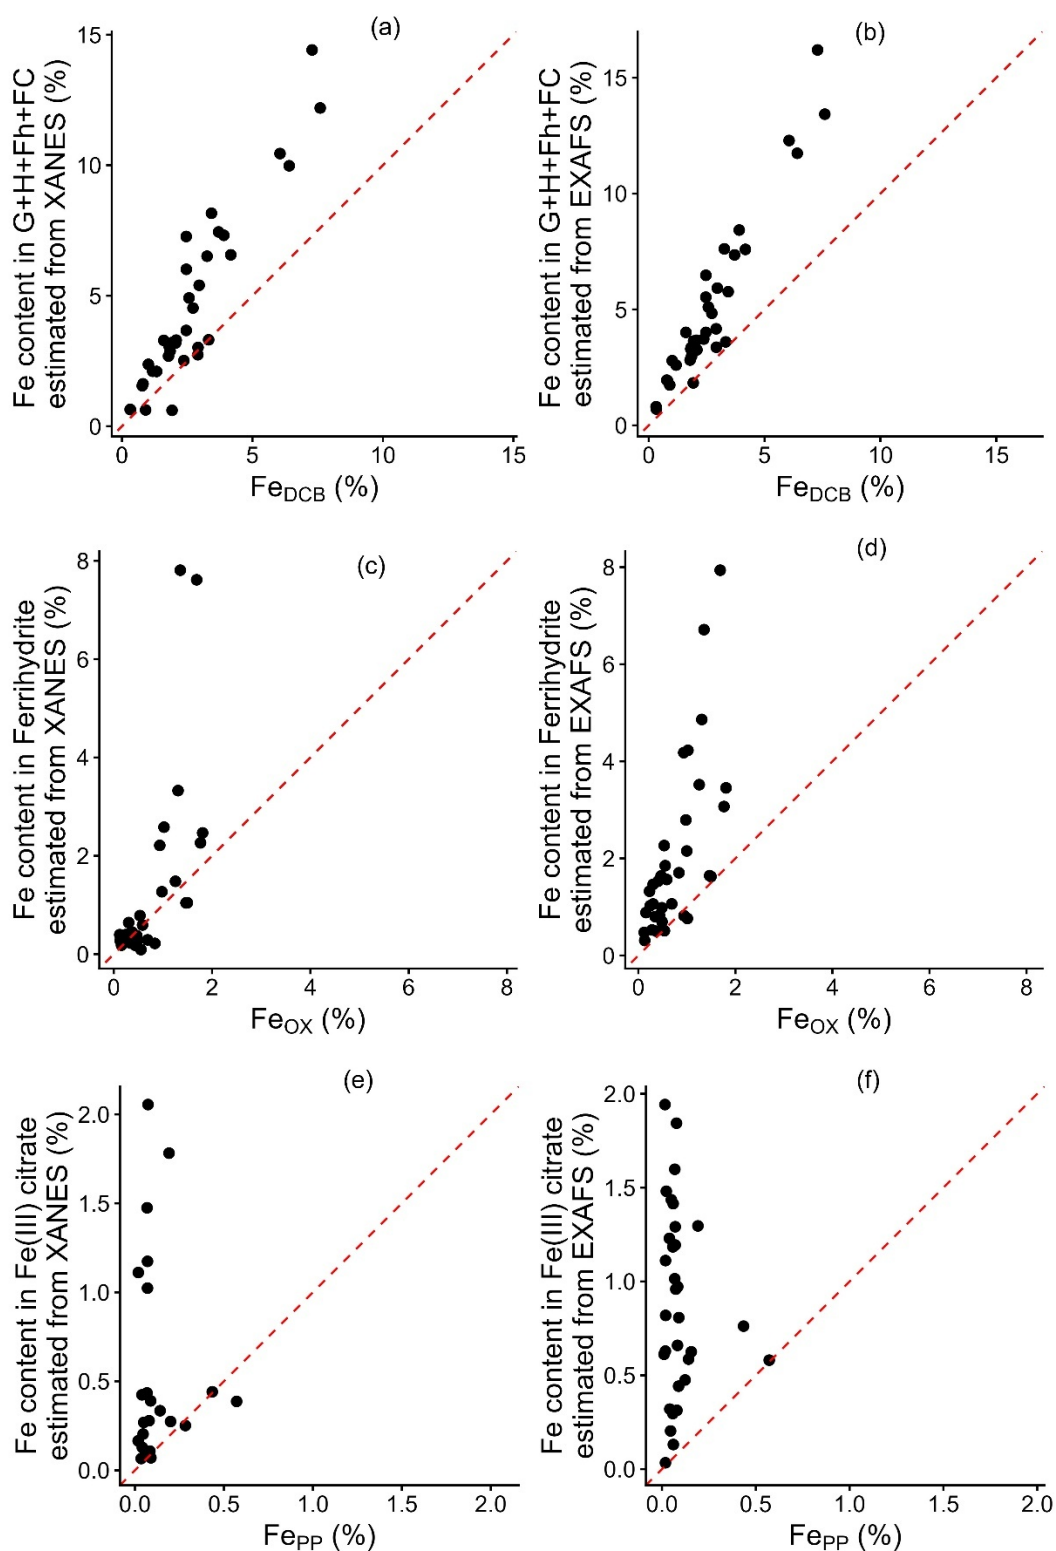 (a)
Fe content in G+H+Fh+FC
estimated from XANES (%)
15
10
5
0
0 5 10 15
Fe_DCB (%)
(b)
Fe content in G+H+Fh+FC
estimated from EXAFS (%)
15
10
5
0
0 5 10 15
Fe_DCB (%)
(c)
Fe content in Ferrihydrite
estimated from XANES (%)
8
6
4
2
0
0 2 4 6 8
Fe_OX (%)
(d)
Fe content in Ferrihydrite
estimated from EXAFS (%)
8
6
4
2
0
0 2 4 6 8
Fe_OX (%)
(e)
Fe content in Fe(III) citrate
estimated from XANES (%)
2.0
1.5
1.0
0.5
0.0
0.0 0.5 1.0 1.5 2.0
Fe_PP (%)
(f)
Fe content in Fe(III) citrate
estimated from EXAFS (%)
2.0
1.5
1.0
0.5
0.0
0.0 0.5 1.0 1.5 2.0
Fe_PP (%)